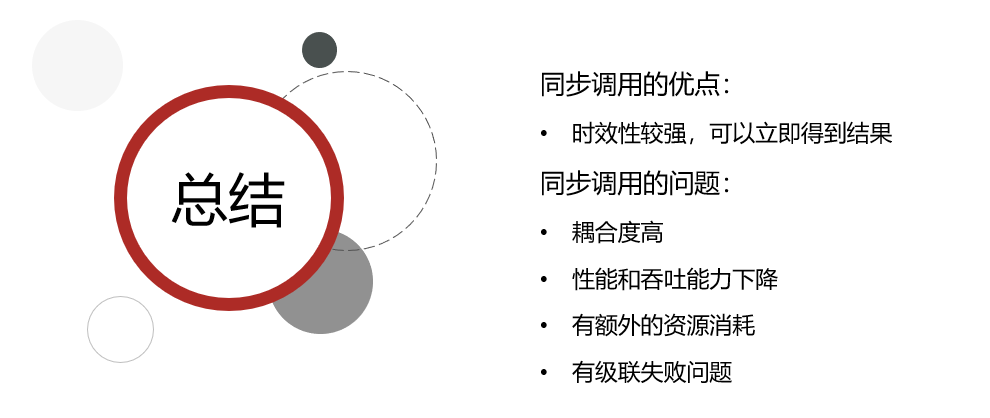 总结
同步调用的优点：
• 时效性较强，可以立即得到结果
同步调用的问题：
• 耦合度高
• 性能和吞吐能力下降
• 有额外的资源消耗
• 有级联失败问题